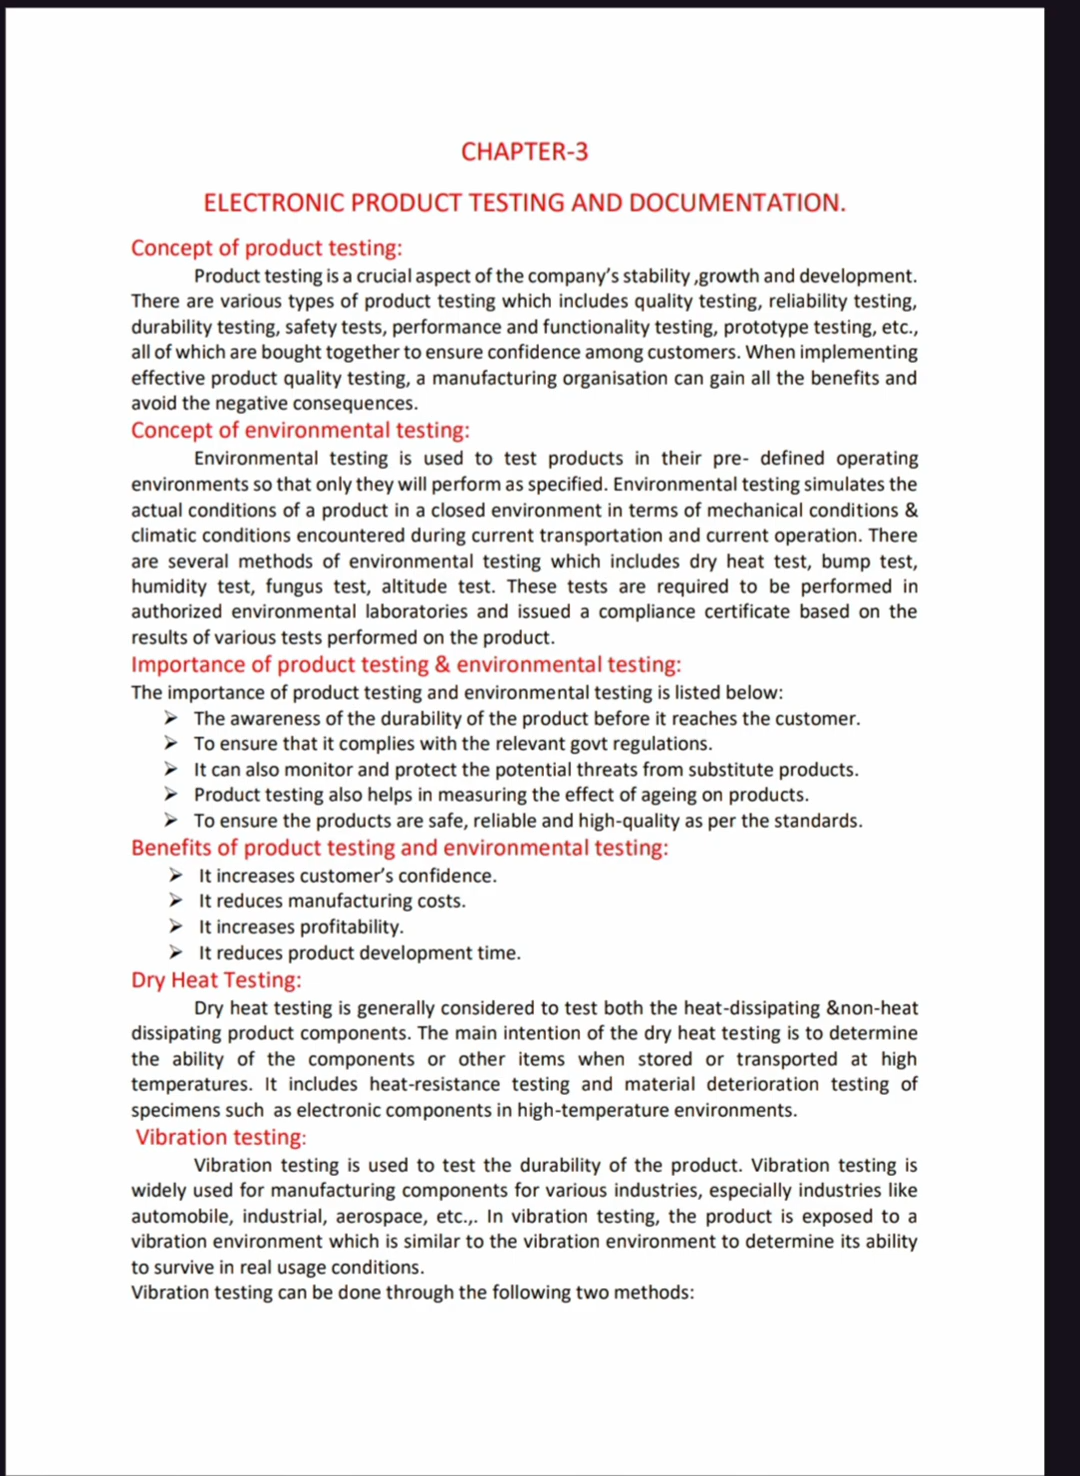 CHAPTER-3
ELECTRONIC PRODUCT TESTING AND DOCUMENTATION.
Concept of product testing:
Product testing is a crucial aspect of the company's stability ,growth and development.
There are various types of product testing which includes quality testing, reliability testing,
durability testing, safety tests, performance and functionality testing, prototype testing, etc.,
all of which are bought together to ensure confidence among customers. When implementing
effective product quality testing, a manufacturing organisation can gain all the benefits and
avoid the negative consequences.
Concept of environmental testing:
Environmental testing is used to test products in their pre- defined operating
environments so that only they will perform as specified. Environmental testing simulates the
actual conditions of a product in a closed environment in terms of mechanical conditions &
climatic conditions encountered during current transportation and current operation. There
are several methods of environmental testing which includes dry heat test, bump test,
humidity test, fungus test, altitude test. These tests are required to be performed in
authorized environmental laboratories and issued a compliance certificate based on the
results of various tests performed on the product.
Importance of product testing & environmental testing:
The importance of product testing and environmental testing is listed below:
➢ The awareness of the durability of the product before it reaches the customer.
➢ To ensure that it complies with the relevant govt regulations.
➢ It can also monitor and protect the potential threats from substitute products.
➢ Product testing also helps in measuring the effect of ageing on products.
➢ To ensure the products are safe, reliable and high-quality as per the standards.
Benefits of product testing and environmental testing:
➢ It increases customer's confidence.
➢ It reduces manufacturing costs.
➢ It increases profitability.
➢ It reduces product development time.
Dry Heat Testing:
Dry heat testing is generally considered to test both the heat-dissipating &non-heat
dissipating product components. The main intention of the dry heat testing is to determine
the ability of the components or other items when stored or transported at high
temperatures. It includes heat-resistance testing and material deterioration testing of
specimens such as electronic components in high-temperature environments.
Vibration testing:
Vibration testing is used to test the durability of the product. Vibration testing is
widely used for manufacturing components for various industries, especially industries like
automobile, industrial, aerospace, etc.,. In vibration testing, the product is exposed to a
vibration environment which is similar to the vibration environment to determine its ability
to survive in real usage conditions.
Vibration testing can be done through the following two methods: